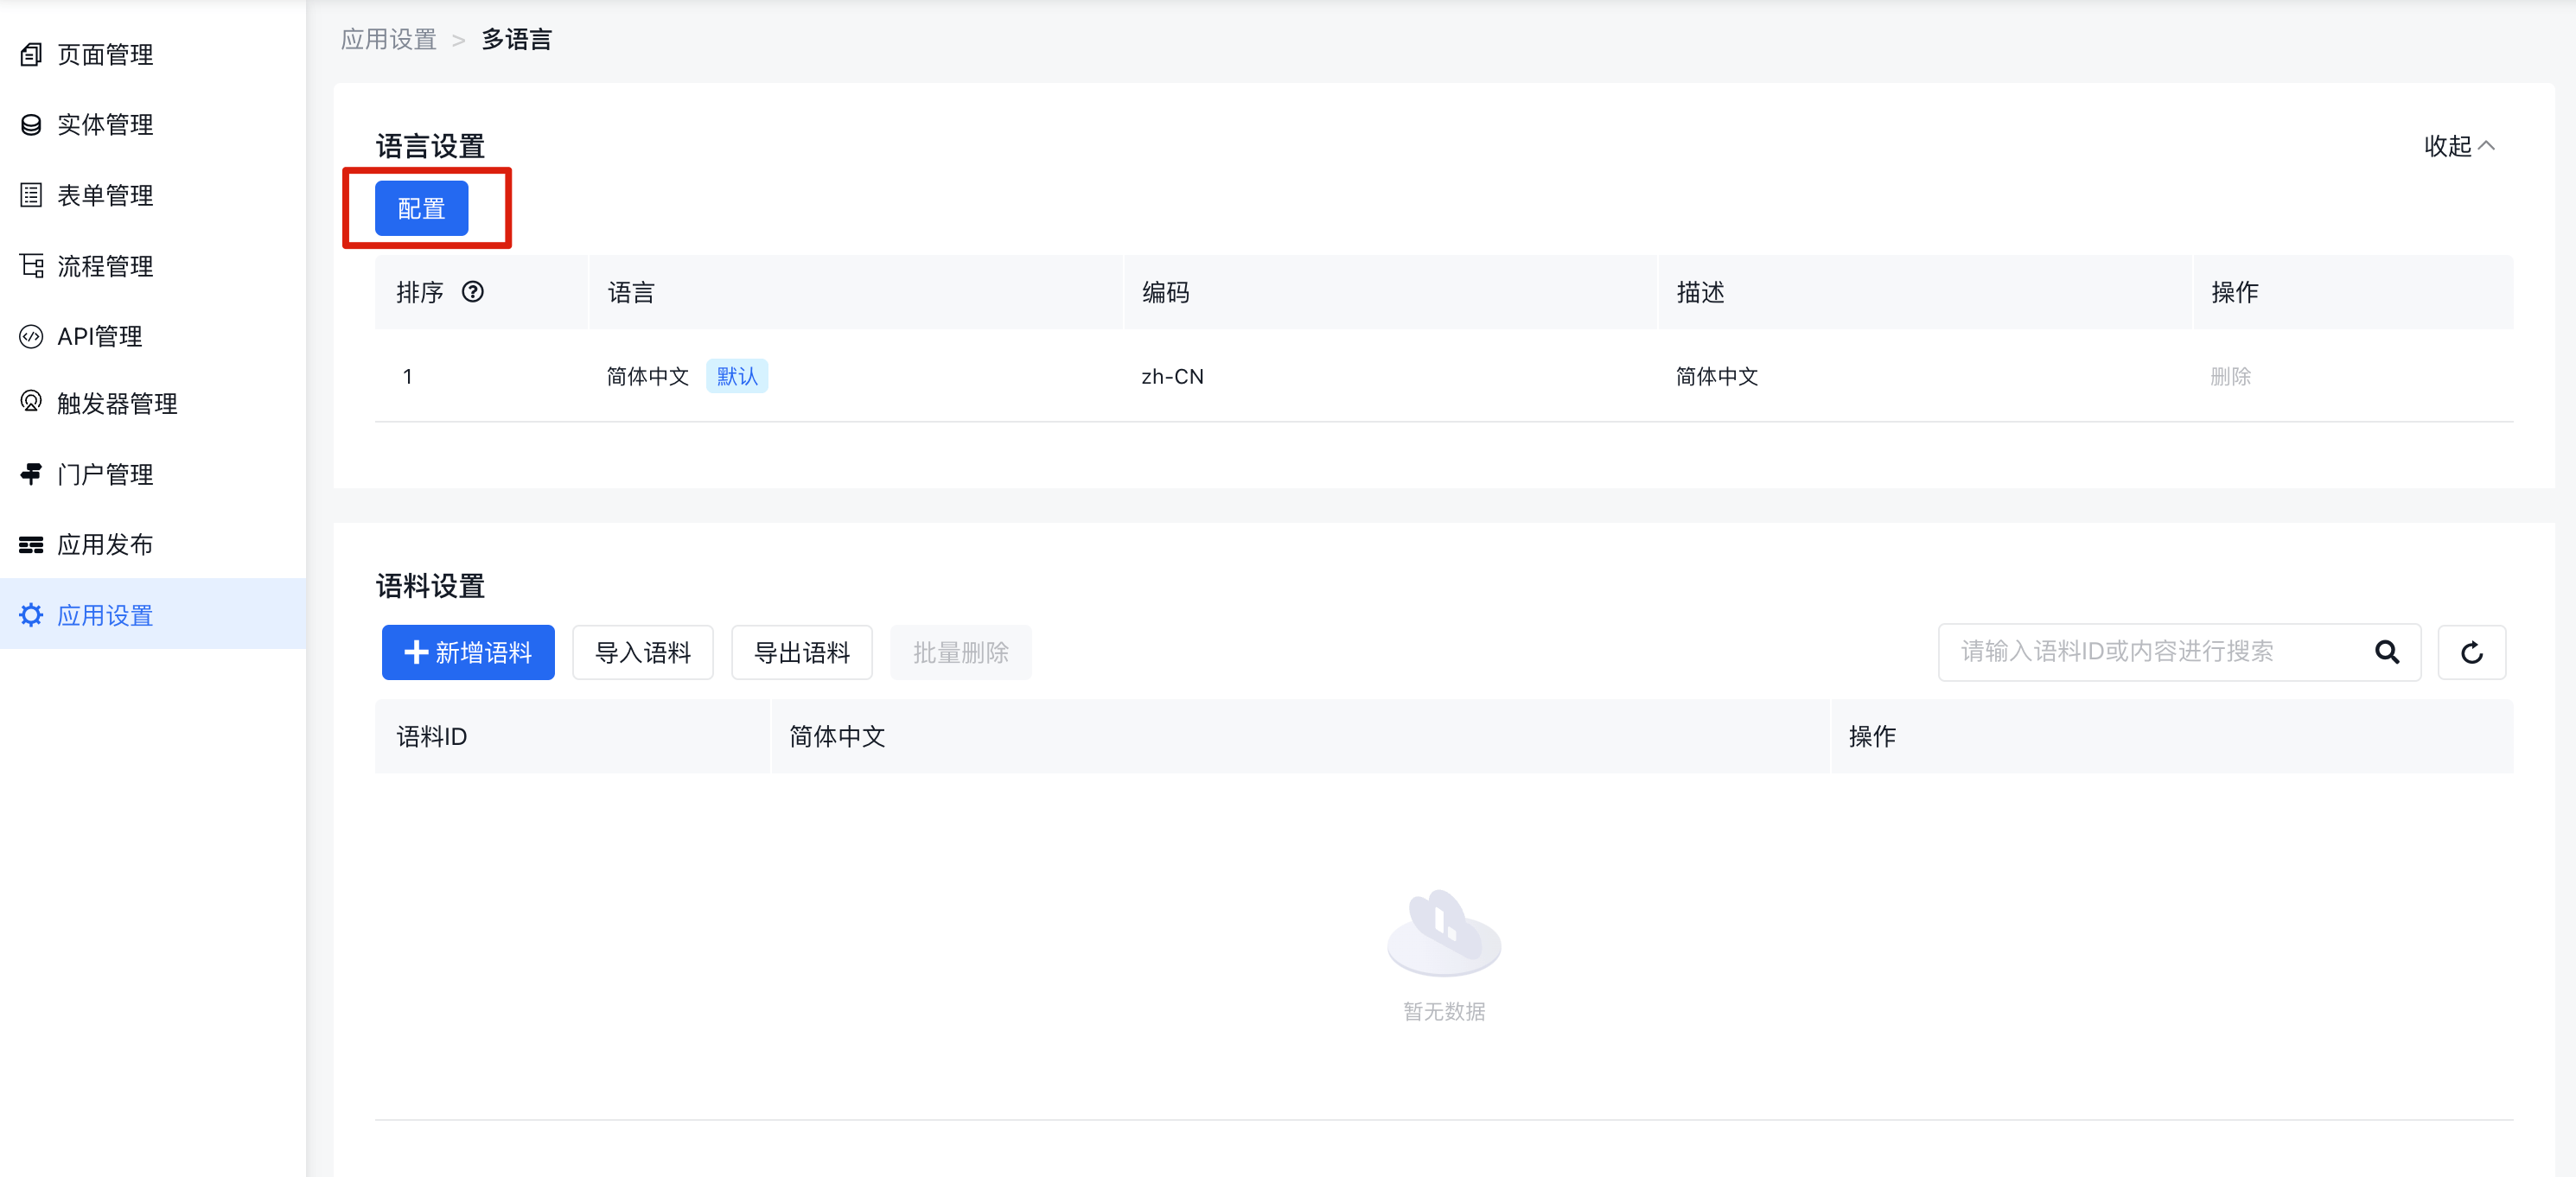 页面管理
实体管理
表单管理
流程管理
API管理
触发器管理
门户管理
应用发布
应用设置
应用设置 > 多语言
语言设置
收起
配置
排序 语言 编码 描述 操作
1 简体中文 默认 zh-CN 简体中文 删除
语料设置
新增语料 导入语料 导出语料 批量删除 请输入语料ID或内容进行搜索
语料ID 简体中文 操作
暂无数据